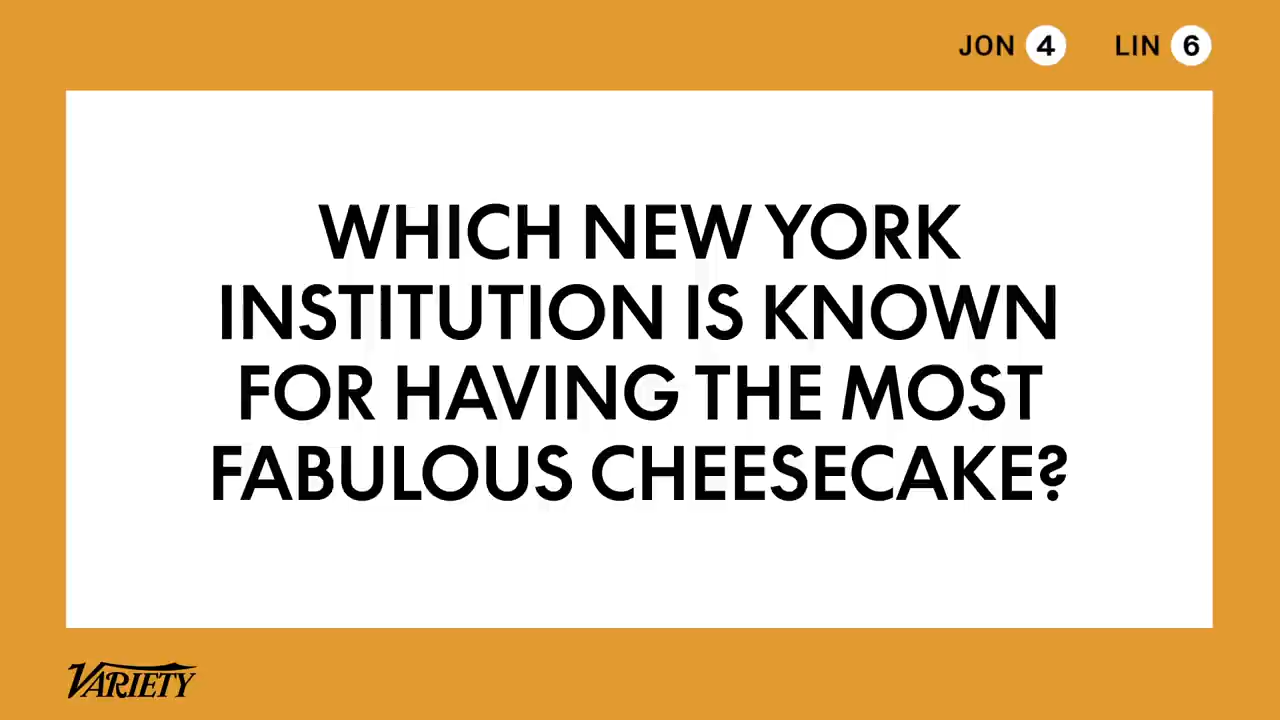 JON 4 LIN 6
WHICH NEW YORK
INSTITUTION IS KNOWN
FOR HAVING THE MOST
FABULOUS CHEESECAKE?
VARIETY